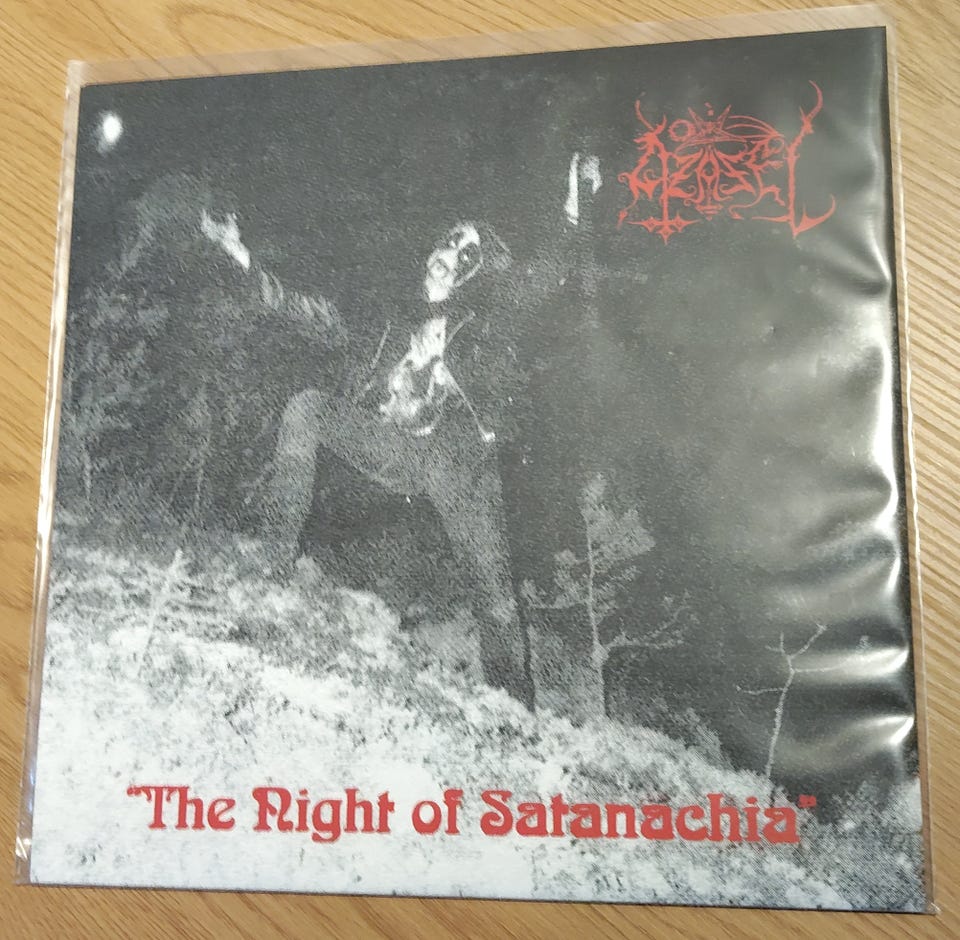 AZAZEL
"The Night of Satanachia"